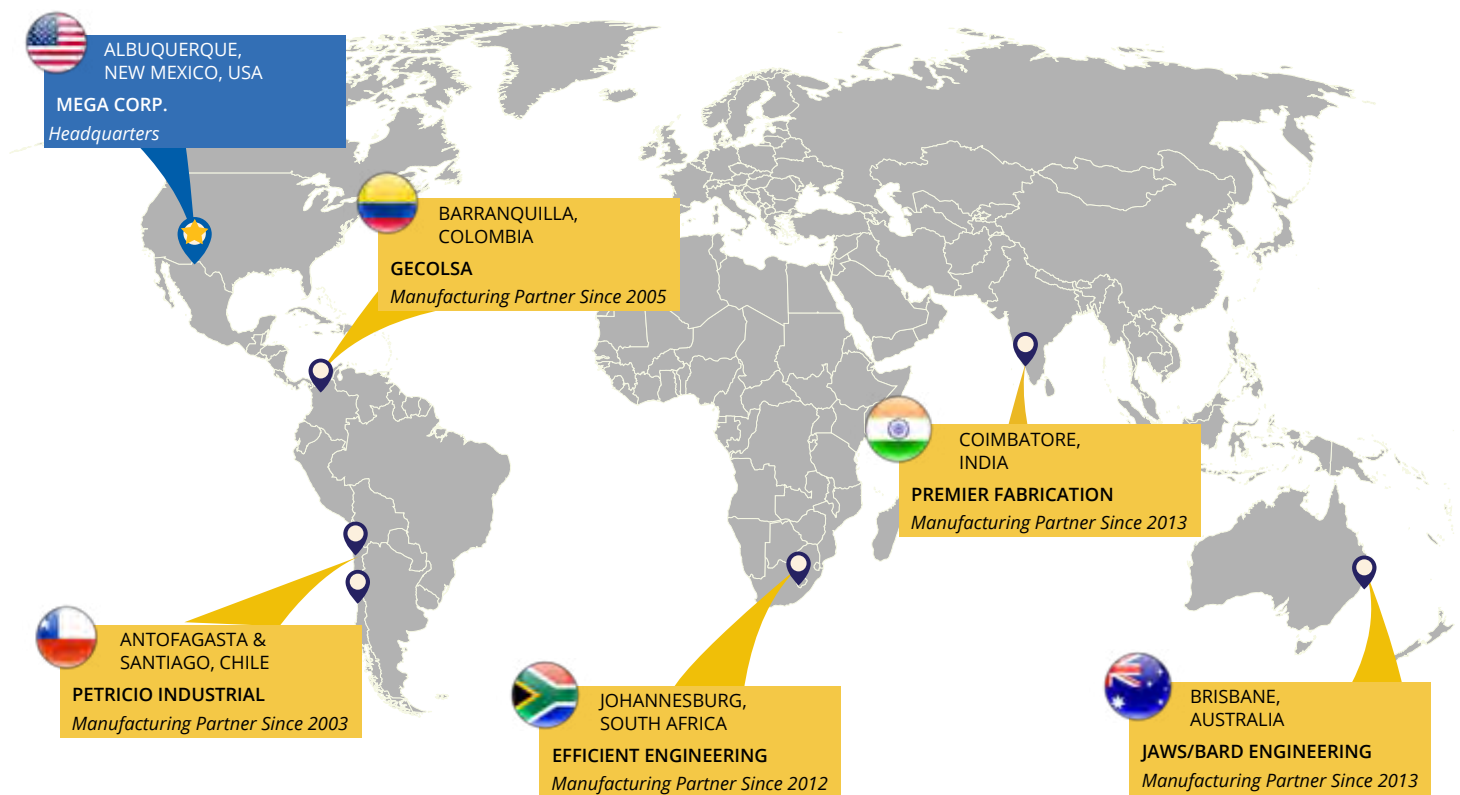 ALBUQUERQUE,
NEW MEXICO, USA
MEGA CORP.
Headquarters
BARRANQUILLA,
COLOMBIA
GECOLSA
Manufacturing Partner Since 2005
COIMBATORE,
INDIA
PREMIER FABRICATION
Manufacturing Partner Since 2013
ANTOFAGASTA &
SANTIAGO, CHILE
PETRICIO INDUSTRIAL
Manufacturing Partner Since 2003
JOHANNESBURG,
SOUTH AFRICA
EFFICIENT ENGINEERING
Manufacturing Partner Since 2012
BRISBANE,
AUSTRALIA
JAWS/BARD ENGINEERING
Manufacturing Partner Since 2013